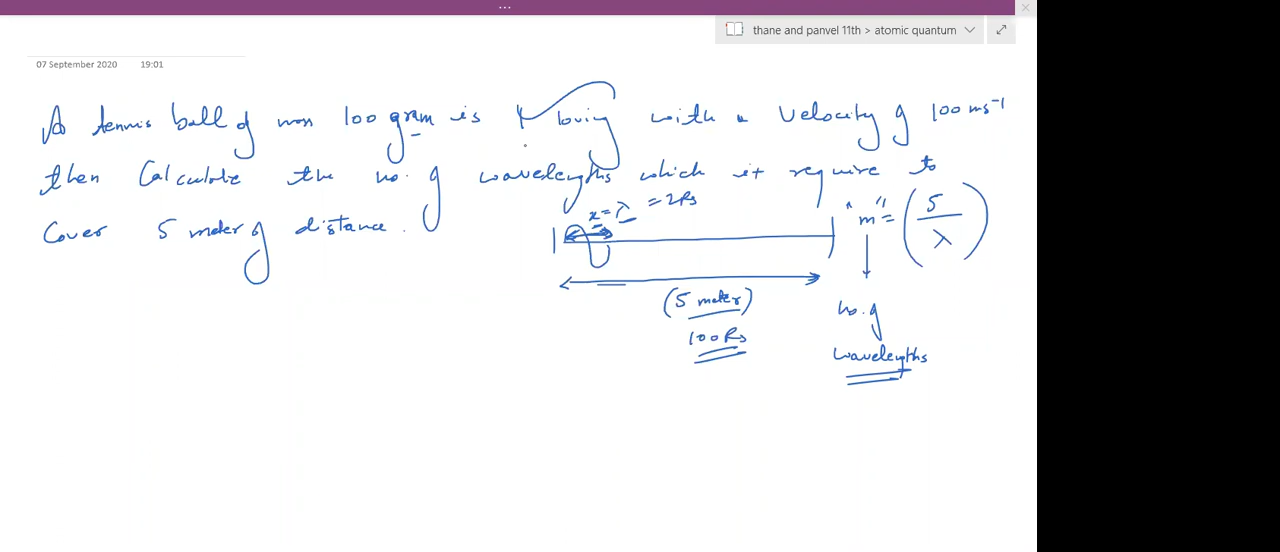 thane and panvel 11th > atomic quantum
07 September 2020 19:01
A tennis ball of mass 100 gram is moving with a velocity of 100 ms⁻¹
then Calculate the no. of wavelengths which it require to
Cover 5 meter of distance.
x = λ = 2Rs
"m" = (5/λ)
(5 meter)
100Rs
no. of
wavelengths